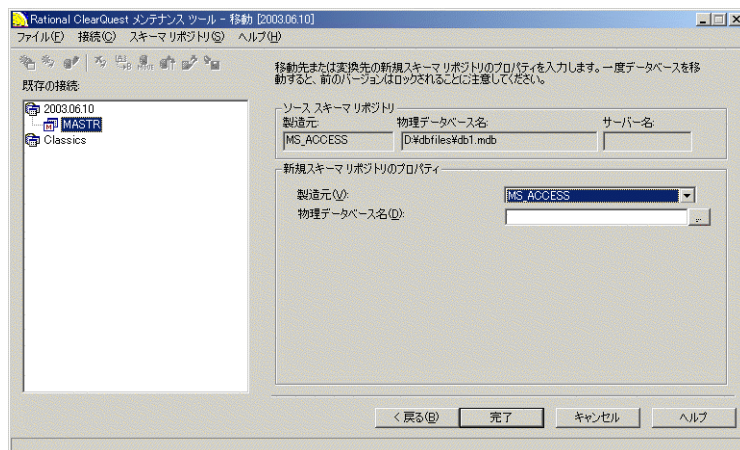 Rational ClearQuest メンテナンス ツール - 移動 [2003.06.10]
ファイル(F) 接続(C) スキーマ リポジトリ(S) ヘルプ(H)
既存の接続:
2003.06.10
MASTR
Classics
移動先または変換先の新規スキーマ リポジトリのプロパティを入力します。一度データベースを移
動すると、前のバージョンはロックされることに注意してください。
ソース スキーマ リポジトリ
製造元: 物理データベース名: サーバー名:
MS_ACCESS D:¥dbfiles¥db1.mdb
新規スキーマ リポジトリのプロパティ
製造元(V): MS_ACCESS
物理データベース名(D): ...
< 戻る(B) 完了 キャンセル ヘルプ